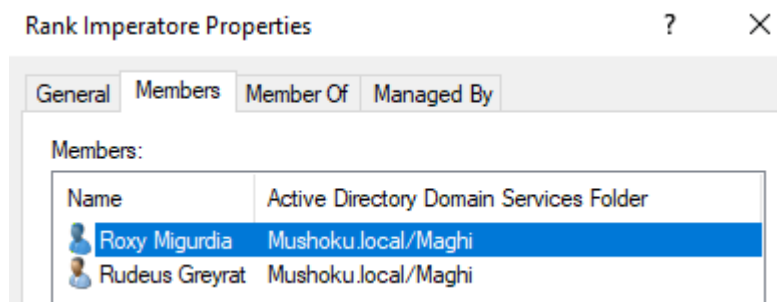 Rank Imperatore Properties ? ×
General Members Member Of Managed By
Members:
Name Active Directory Domain Services Folder
Roxy Migurdia Mushoku.local/Maghi
Rudeus Greyrat Mushoku.local/Maghi